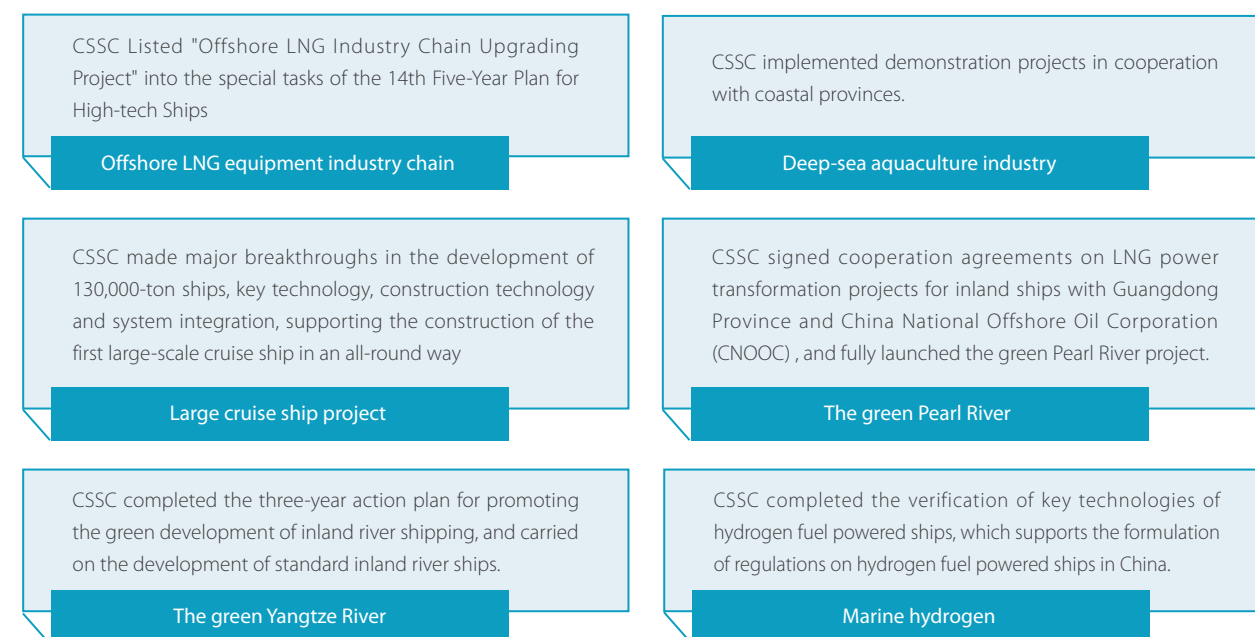 CSSC Listed "Offshore LNG Industry Chain Upgrading
Project" into the special tasks of the 14th Five-Year Plan for
High-tech Ships
Offshore LNG equipment industry chain
CSSC implemented demonstration projects in cooperation
with coastal provinces.
Deep-sea aquaculture industry
CSSC made major breakthroughs in the development of
130,000-ton ships, key technology, construction technology
and system integration, supporting the construction of the
first large-scale cruise ship in an all-round way
Large cruise ship project
CSSC signed cooperation agreements on LNG power
transformation projects for inland ships with Guangdong
Province and China National Offshore Oil Corporation
(CNOOC) , and fully launched the green Pearl River project.
The green Pearl River
CSSC completed the three-year action plan for promoting
the green development of inland river shipping, and carried
on the development of standard inland river ships.
The green Yangtze River
CSSC completed the verification of key technologies of
hydrogen fuel powered ships, which supports the formulation
of regulations on hydrogen fuel powered ships in China.
Marine hydrogen